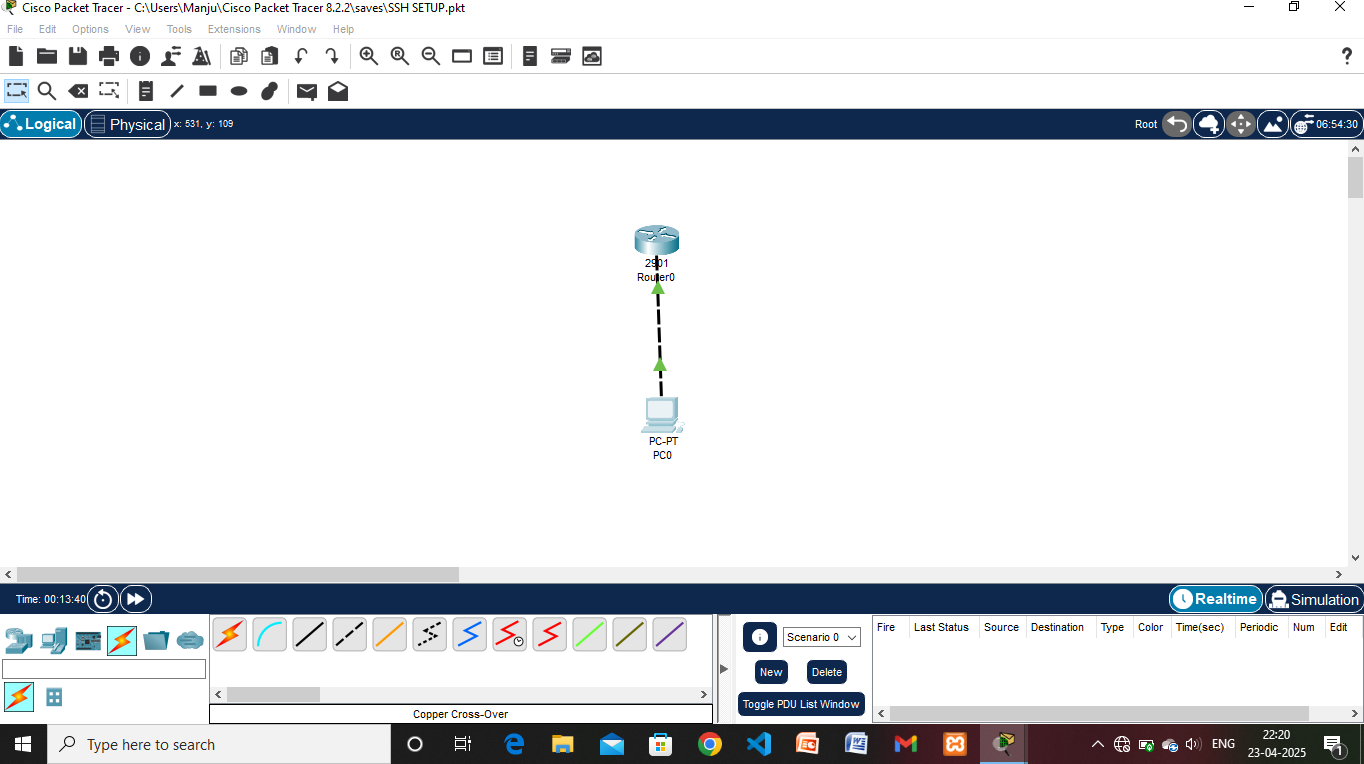 Cisco Packet Tracer - C:\Users\Manju\Cisco Packet Tracer 8.2.2\saves\SSH SETUP.pkt
File Edit Options View Tools Extensions Window Help
?
Logical Physical x: 531, y: 109 Root 06:54:30
2901
Router0
PC-PT
PC0
Time: 00:13:40 Realtime Simulation
Scenario 0
Fire Last Status Source Destination Type Color Time(sec) Periodic Num Edit
New Delete
Toggle PDU List Window
Copper Cross-Over
Type here to search
ENG
22:20
23-04-2025
1